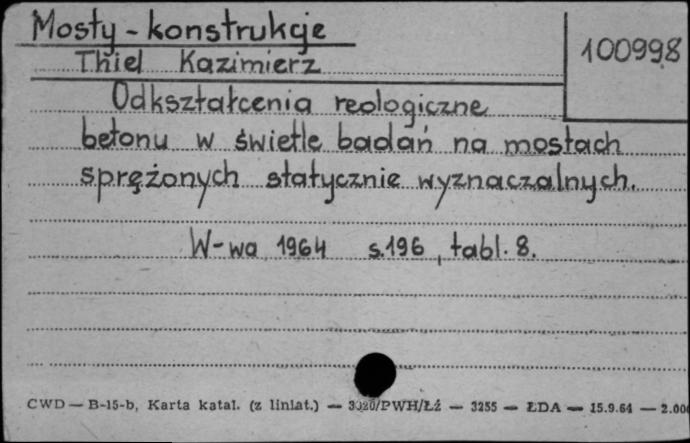 Mosty - konstrukcje
100998
Thiel Kazimierz
Odkształcenia reologiczne
betonu w świetle badań na mostach
sprężonych statycznie wyznaczalnych.
W-wa 1964 s.196, tabl. 8.
CWD — B-15-b, Karta katal. (z liniat.) — 3020/PWH/Łź — 3255 — ŁDA — 15.9.64 — 2.00